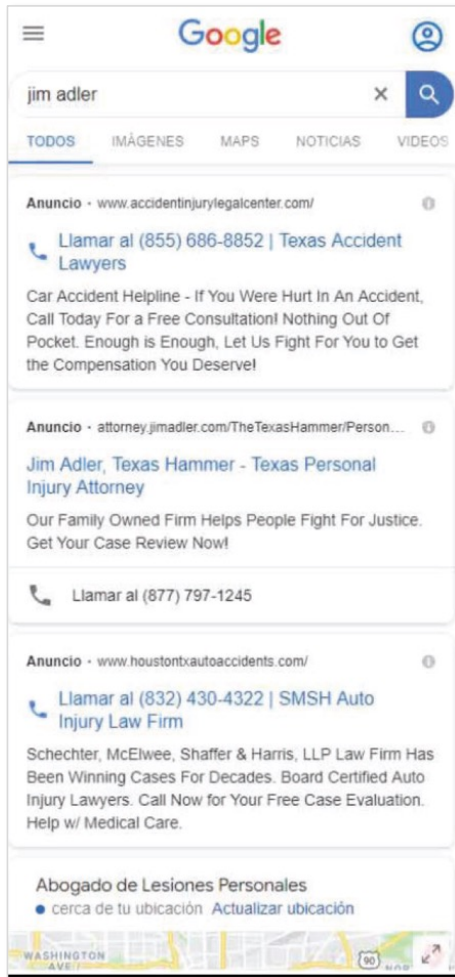 Google
jim adler
TODOS IMÁGENES MAPS NOTICIAS VIDEOS
Anuncio · www.accidentinjurylegalcenter.com/
Llamar al (855) 686-8852 | Texas Accident
Lawyers
Car Accident Helpline - If You Were Hurt In An Accident,
Call Today For a Free Consultation! Nothing Out Of
Pocket. Enough is Enough, Let Us Fight For You to Get
the Compensation You Deserve!
Anuncio · attorney.jimadler.com/TheTexasHammer/Person...
Jim Adler, Texas Hammer - Texas Personal
Injury Attorney
Our Family Owned Firm Helps People Fight For Justice.
Get Your Case Review Now!
Llamar al (877) 797-1245
Anuncio · www.houstontxautoaccidents.com/
Llamar al (832) 430-4322 | SMSH Auto
Injury Law Firm
Schechter, McElwee, Shaffer & Harris, LLP Law Firm Has
Been Winning Cases For Decades. Board Certified Auto
Injury Lawyers. Call Now for Your Free Case Evaluation.
Help w/ Medical Care.
Abogado de Lesiones Personales
cerca de tu ubicación Actualizar ubicación
WASHINGTON
AVE
90